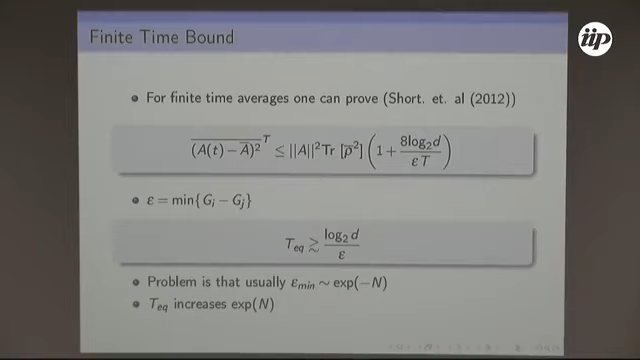 Finite Time Bound
iip
For finite time averages one can prove (Short. et. al (2012))
$\overline{(A(t) - \overline{A})^2}^T \leq ||A||^2 \mathrm{Tr}\,[\overline{\rho}^2] \left(1 + \frac{8\log_2 d}{\varepsilon T}\right)$
ε = min{G_i − G_j}
$T_{eq} \gtrsim \frac{\log_2 d}{\varepsilon}$
Problem is that usually ε_min ∼ exp(−N)
T_eq increases exp(N)